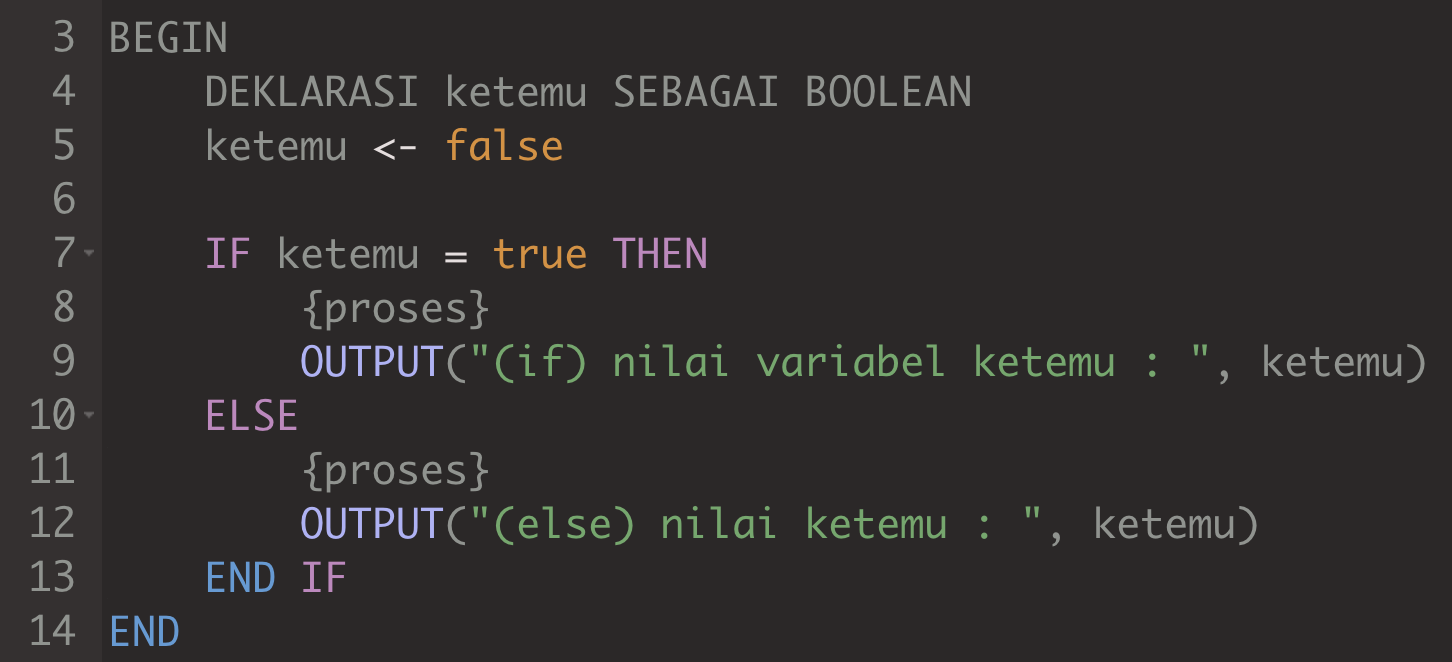 3 BEGIN
4 DEKLARASI ketemu SEBAGAI BOOLEAN
5 ketemu <- false
6
7 IF ketemu = true THEN
8 {proses}
9 OUTPUT("(if) nilai variabel ketemu : ", ketemu)
10 ELSE
11 {proses}
12 OUTPUT("(else) nilai ketemu : ", ketemu)
13 END IF
14 END